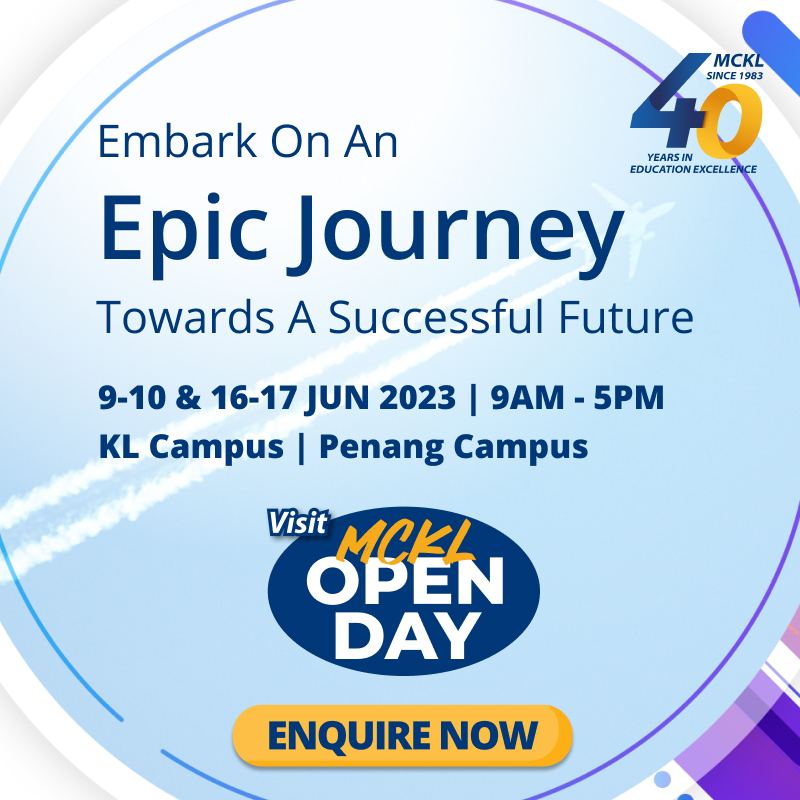 MCKL
SINCE 1983
40
YEARS IN
EDUCATION EXCELLENCE
Embark On An
Epic Journey
Towards A Successful Future
9-10 & 16-17 JUN 2023 | 9AM - 5PM
KL Campus | Penang Campus
Visit
MCKL
OPEN
DAY
ENQUIRE NOW